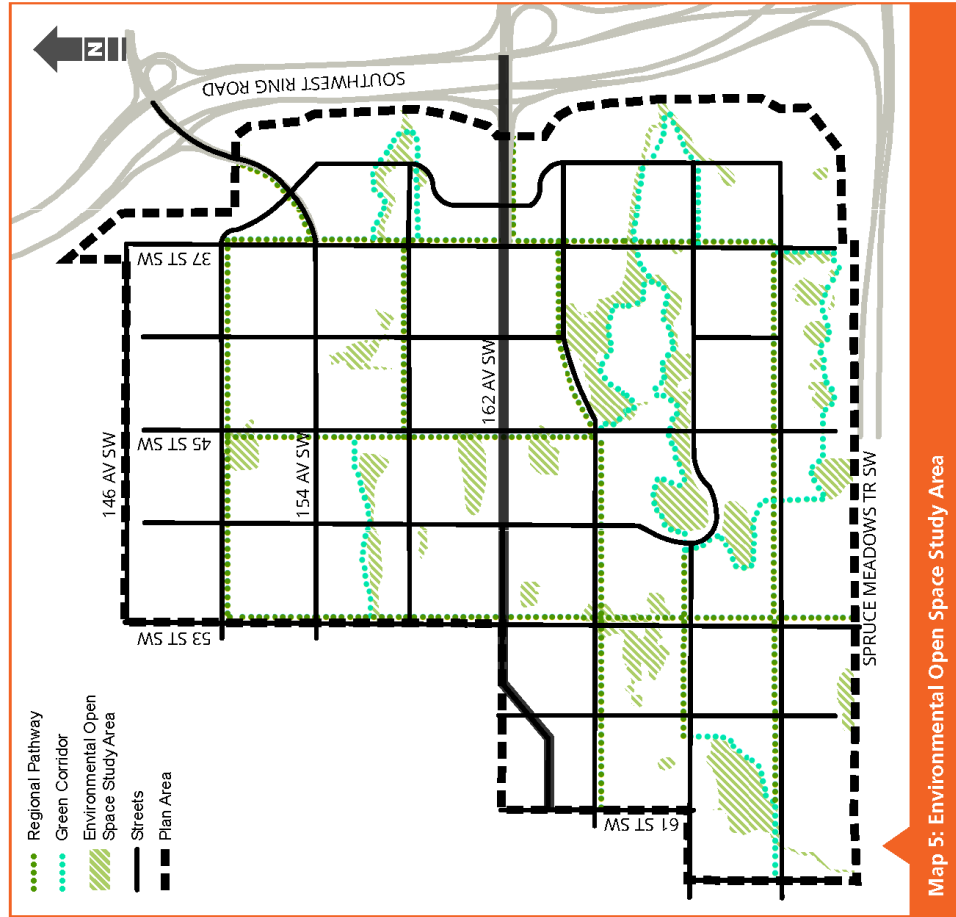 N
SOUTHWEST RING ROAD
37 ST SW
146 AV SW
45 ST SW
154 AV SW
162 AV SW
53 ST SW
61 ST SW
SPRUCE MEADOWS TR SW
Regional Pathway
Green Corridor
Environmental Open
Space Study Area
Streets
Plan Area
Map 5: Environmental Open Space Study Area